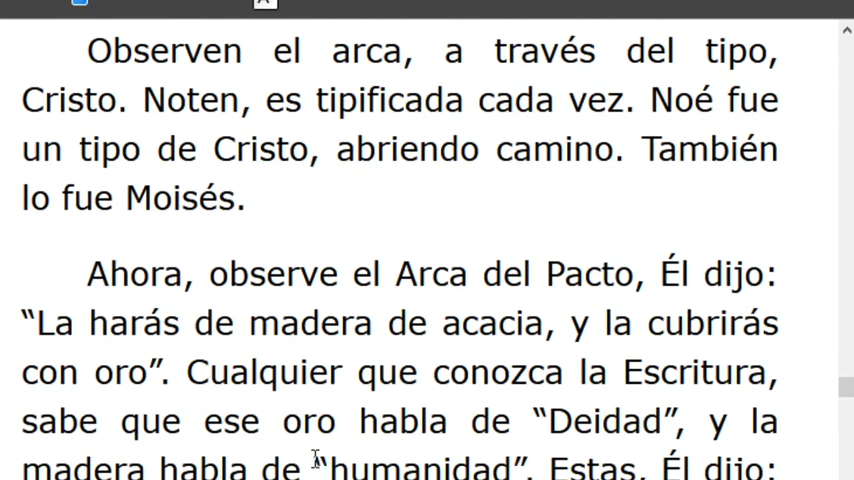 Observen el arca, a través del tipo,
Cristo. Noten, es tipificada cada vez. Noé fue
un tipo de Cristo, abriendo camino. También
lo fue Moisés.
Ahora, observe el Arca del Pacto, Él dijo:
“La harás de madera de acacia, y la cubrirás
con oro”. Cualquier que conozca la Escritura,
sabe que ese oro habla de “Deidad”, y la
madera habla de “humanidad”. Estas, Él dijo: